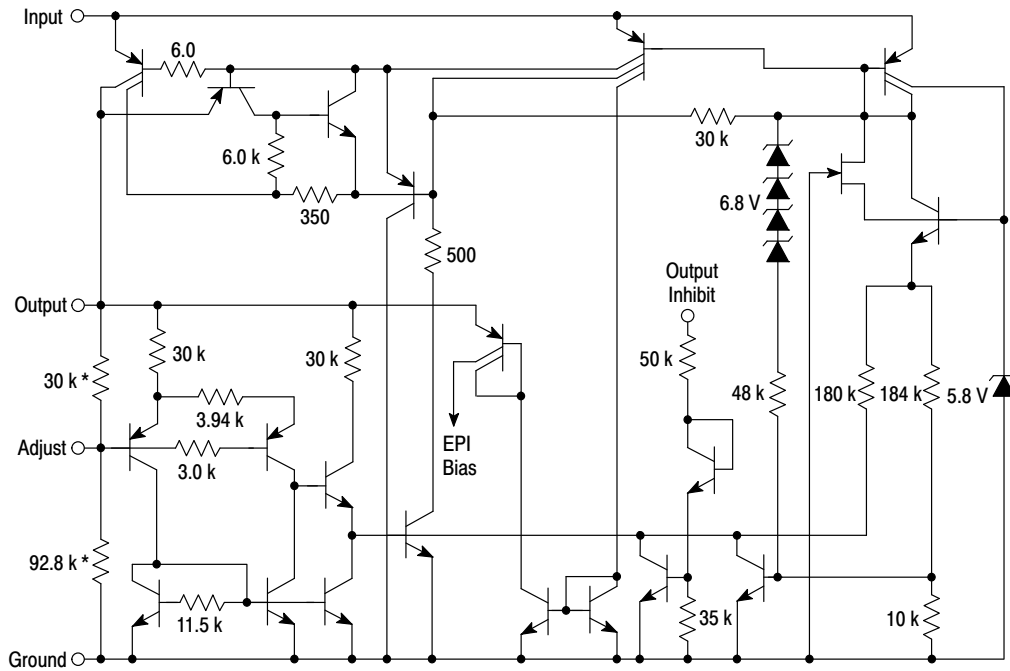 Input
6.0
30 k
6.0 k
6.8 V
350
500
Output
Inhibit
Output
30 k
30 k
50 k
30 k *
48 k
180 k
184 k
5.8 V
3.94 k
EPI
Bias
Adjust
3.0 k
92.8 k *
11.5 k
35 k
10 k
Ground